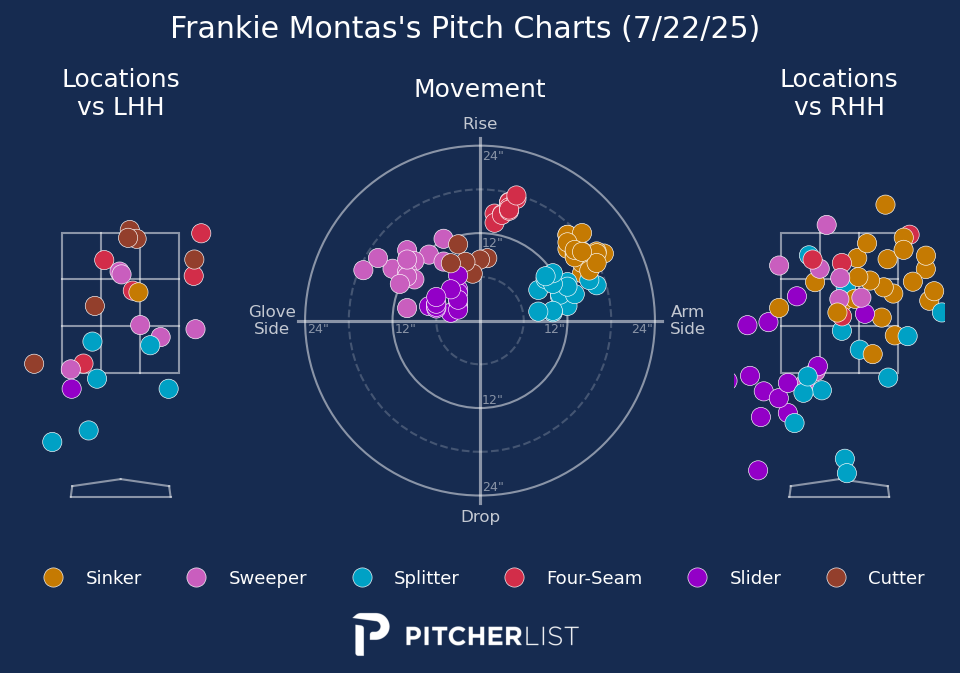 Frankie Montas's Pitch Charts (7/22/25)
Locations
vs LHH
Movement
Locations
vs RHH
Rise
24"
12"
Glove
Side
24"
12"
12"
24"
Arm
Side
12"
24"
Drop
Sinker
Sweeper
Splitter
Four-Seam
Slider
Cutter
PITCHERLIST